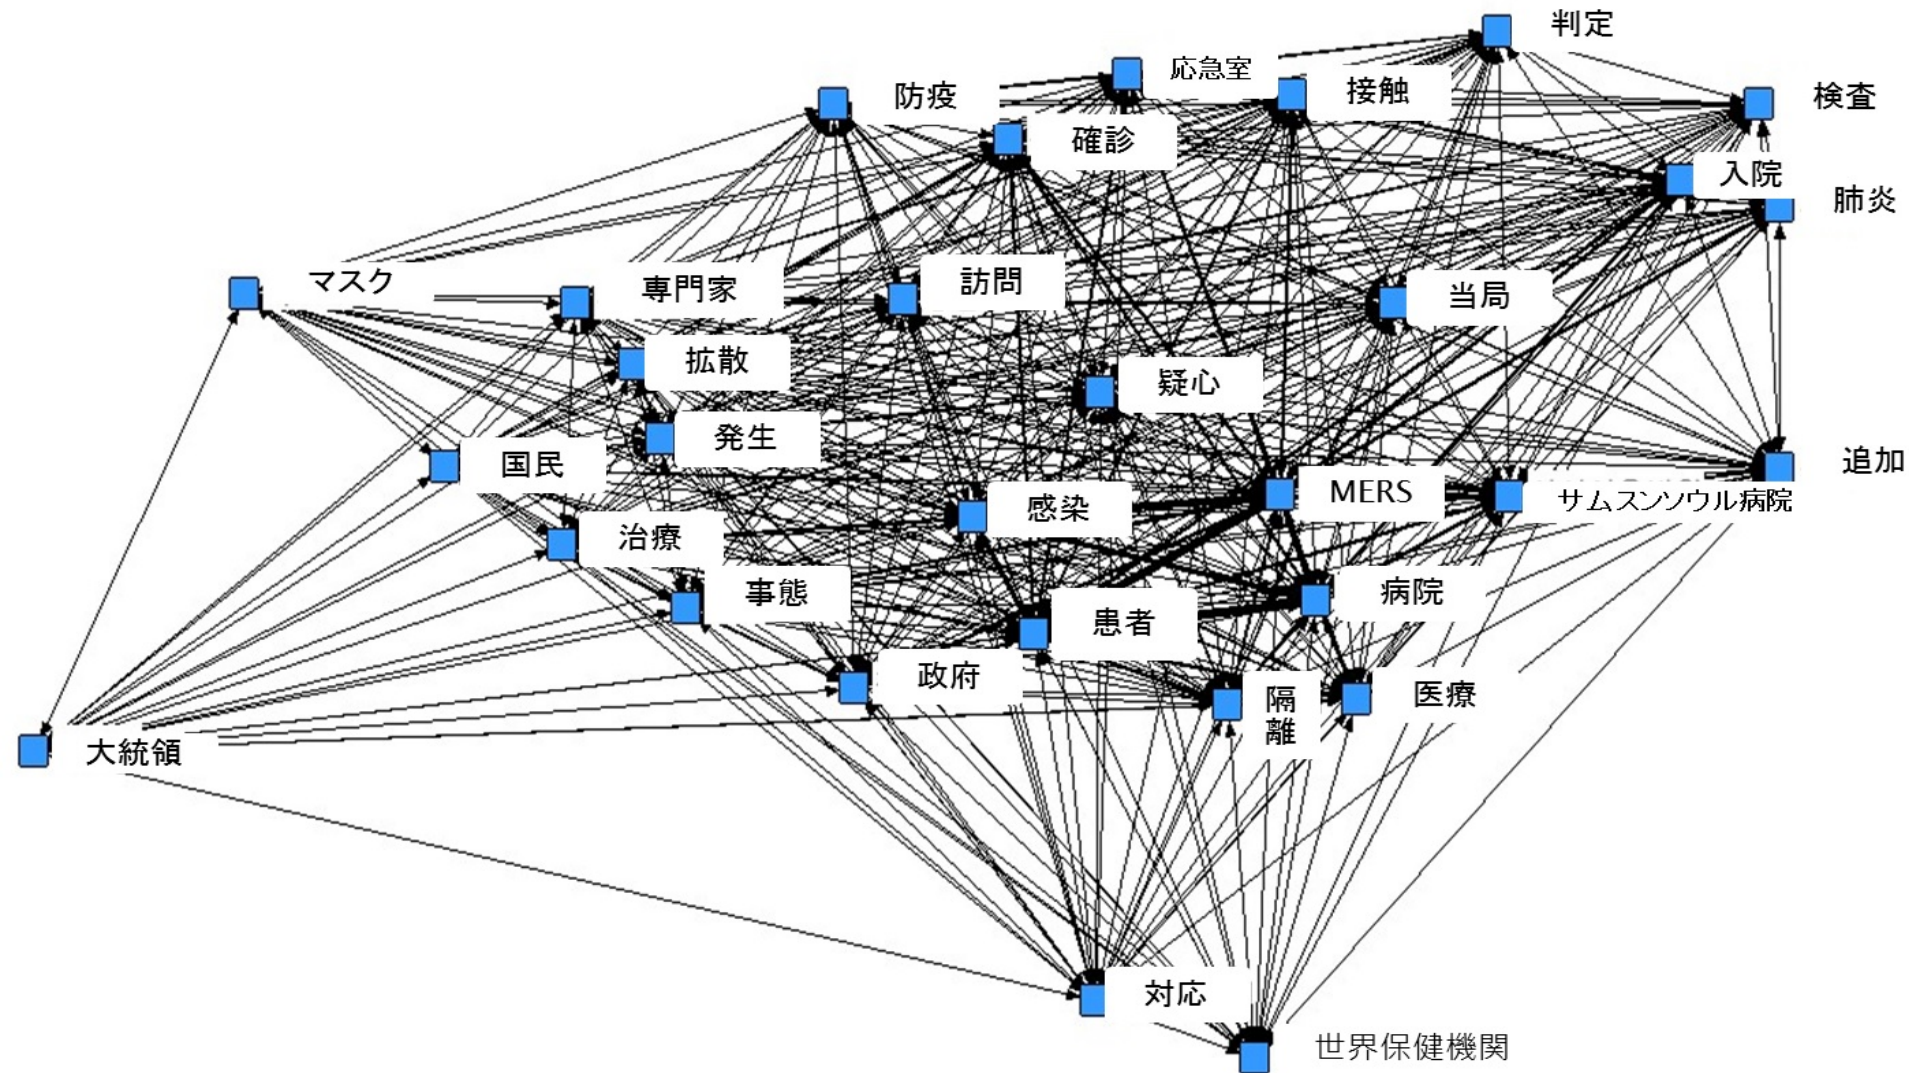 判定
応急室
防疫
接触
検査
確診
入院
肺炎
マスク
専門家
訪問
当局
拡散
疑心
発生
国民
追加
感染
MERS
サムスンソウル病院
治療
事態
患者
病院
政府
隔
離
医療
大統領
対応
世界保健機関